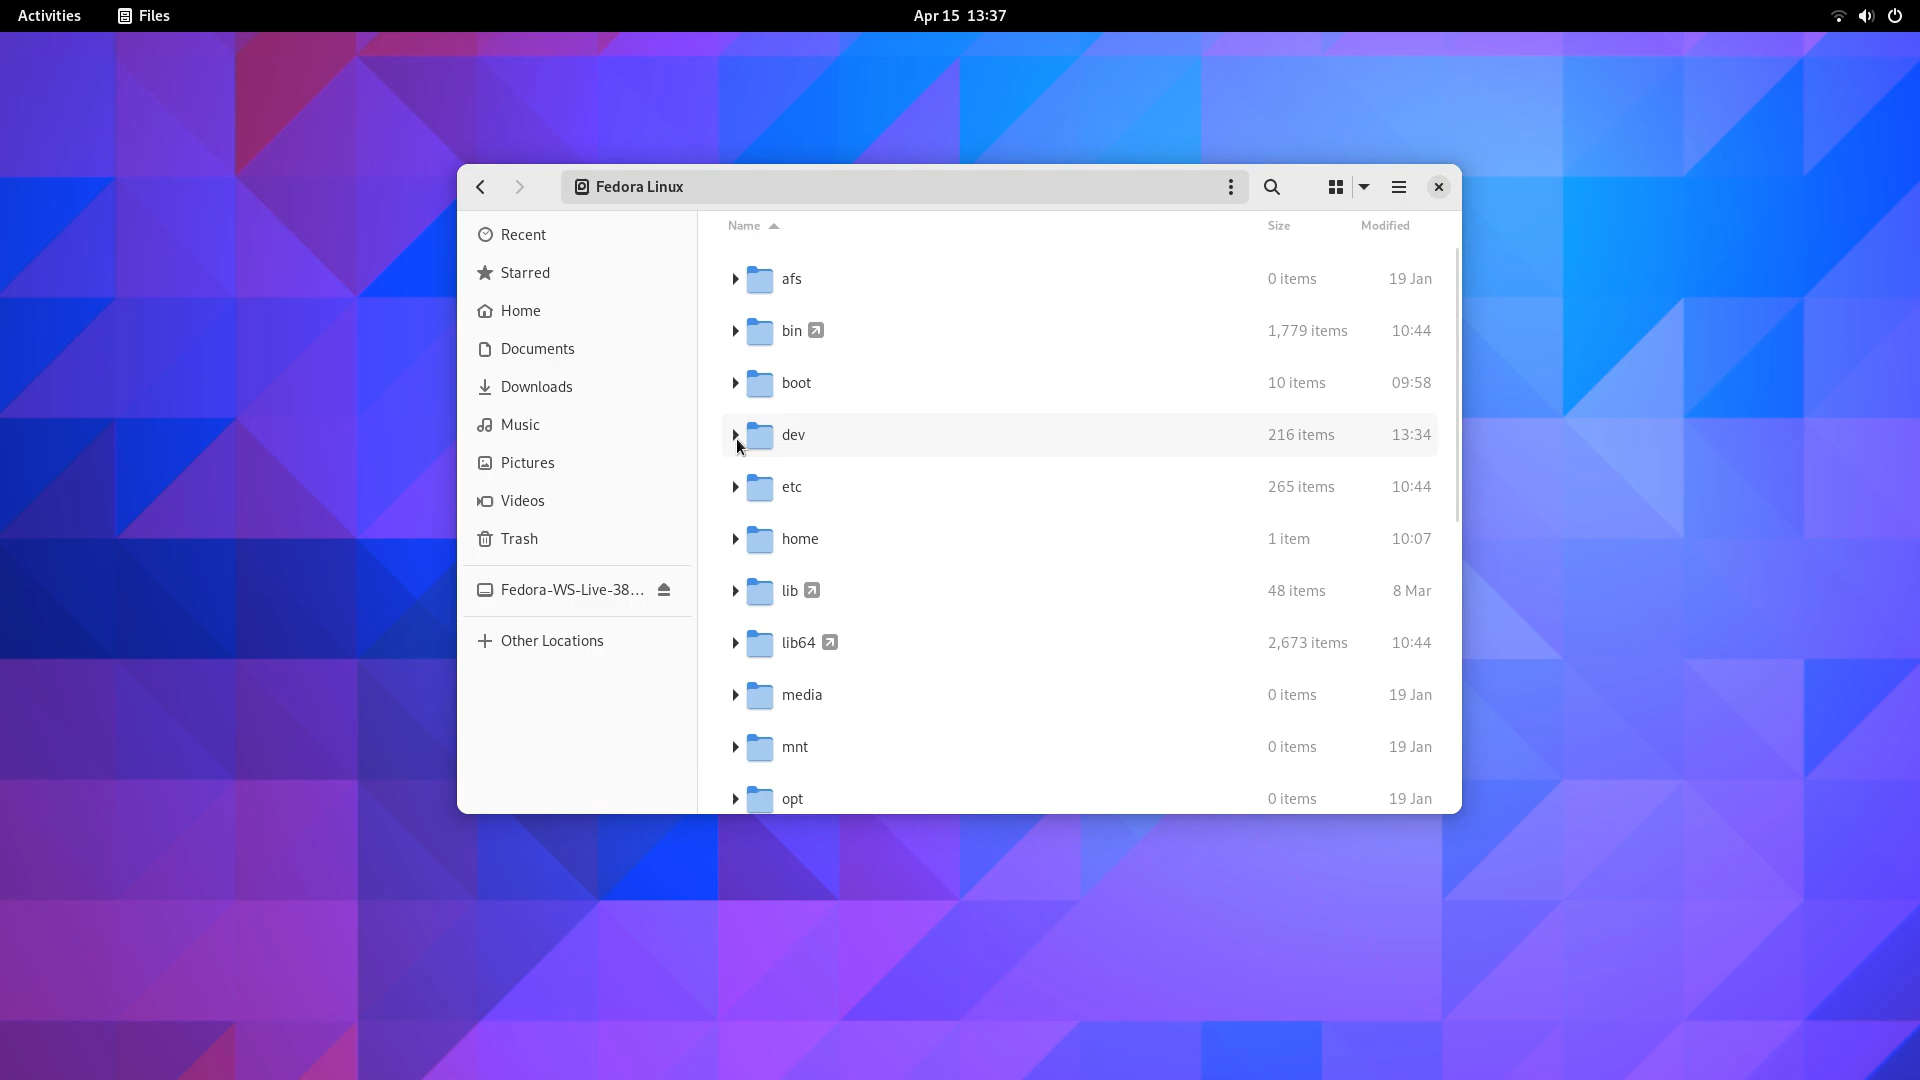 Activities Files Apr 15 13:37
Fedora Linux
Recent
Starred
Home
Documents
Downloads
Music
Pictures
Videos
Trash
Fedora-WS-Live-38...
Other Locations
Name Size Modified
afs 0 items 19 Jan
bin 1,779 items 10:44
boot 10 items 09:58
dev 216 items 13:34
etc 265 items 10:44
home 1 item 10:07
lib 48 items 8 Mar
lib64 2,673 items 10:44
media 0 items 19 Jan
mnt 0 items 19 Jan
opt 0 items 19 Jan